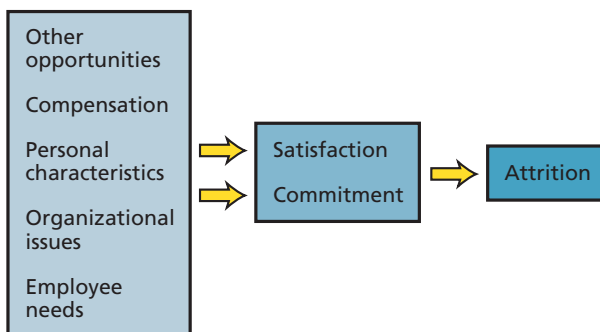 Other
opportunities
Compensation
Personal
characteristics
Organizational
issues
Employee
needs
Satisfaction
Commitment
Attrition